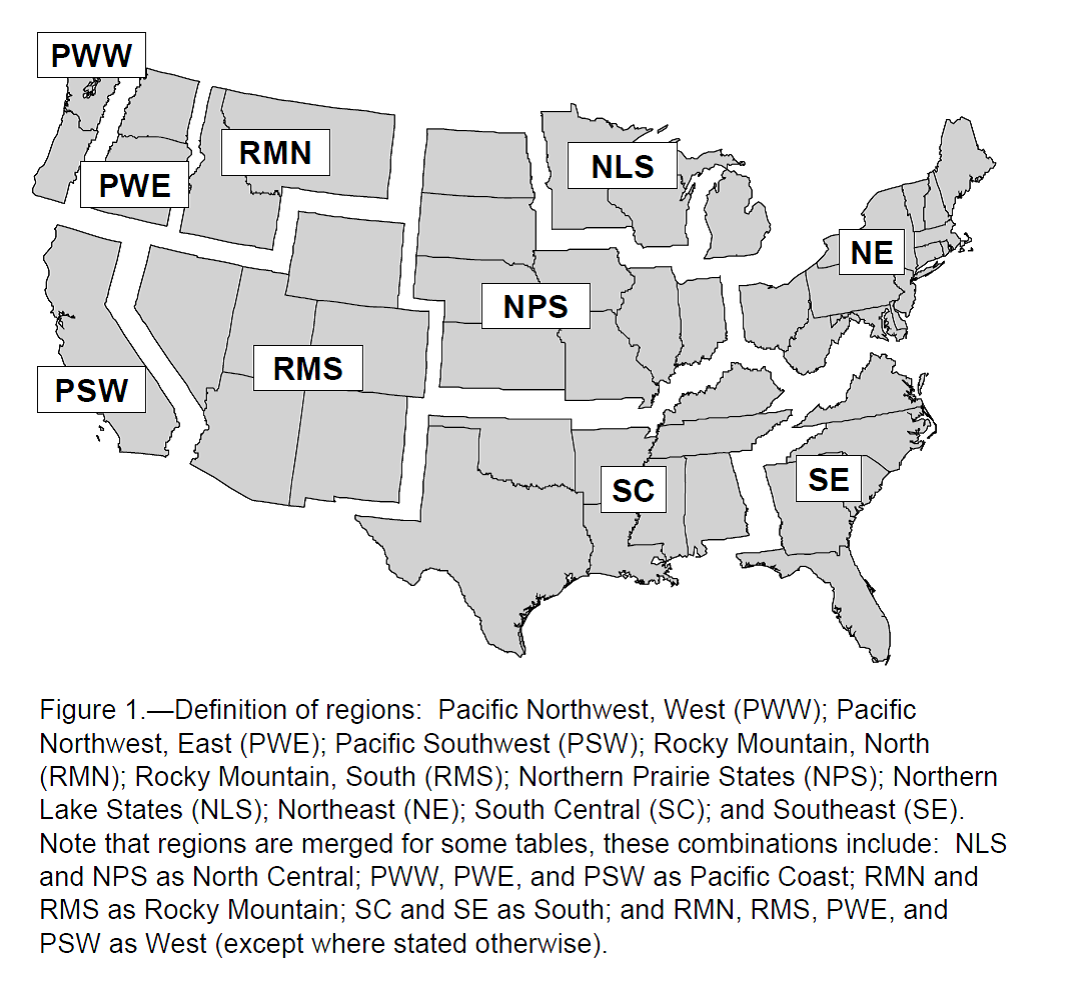 PWW
RMN
NLS
PWE
NE
NPS
RMS
PSW
SC
SE
Figure 1.—Definition of regions:  Pacific Northwest, West (PWW); Pacific
Northwest, East (PWE); Pacific Southwest (PSW); Rocky Mountain, North
(RMN); Rocky Mountain, South (RMS); Northern Prairie States (NPS); Northern
Lake States (NLS); Northeast (NE); South Central (SC); and Southeast (SE).
Note that regions are merged for some tables, these combinations include:  NLS
and NPS as North Central; PWW, PWE, and PSW as Pacific Coast; RMN and
RMS as Rocky Mountain; SC and SE as South; and RMN, RMS, PWE, and
PSW as West (except where stated otherwise).